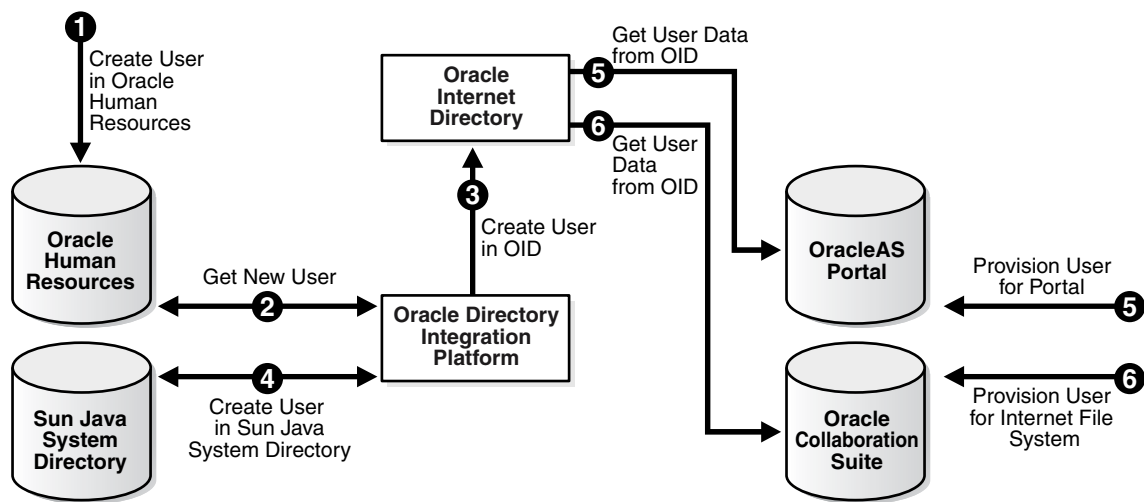 1
Create User
in Oracle
Human
Resources
Oracle
Human
Resources
Get New User
2
Sun Java
System
Directory
4
Create User
in Sun Java
System Directory
Oracle
Internet
Directory
3
Create User
in OID
Oracle Directory
Integration
Platform
Get User Data
from OID
5
6
Get User
Data
from OID
OracleAS
Portal
Provision User
for Portal
5
Oracle
Collaboration
Suite
6
Provision User
for Internet File
System